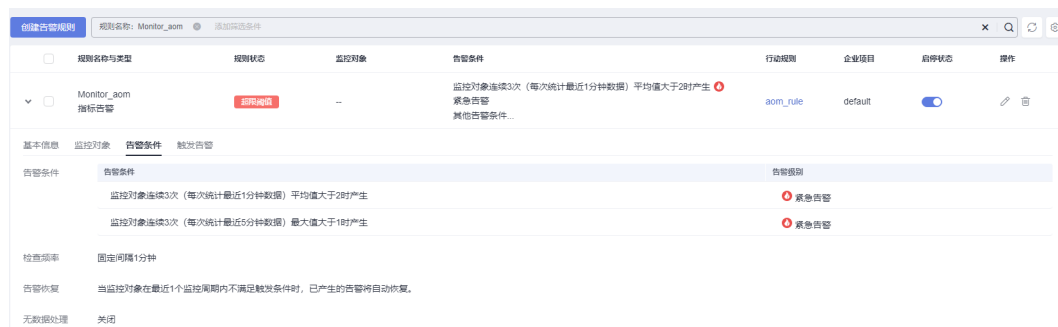 创建告警规则 规则名称: Monitor_aom 添加筛选条件
规则名称与类型 规则状态 监控对象 告警条件 行动规则 企业项目 启停状态 操作
Monitor_aom
指标告警
超限阈值
--
监控对象连续3次（每次统计最近1分钟数据）平均值大于2时产生
紧急告警
其他告警条件...
aom_rule default
基本信息 监控对象 告警条件 触发告警
告警条件 告警条件 告警级别
监控对象连续3次（每次统计最近1分钟数据）平均值大于2时产生 紧急告警
监控对象连续3次（每次统计最近5分钟数据）最大值大于1时产生 紧急告警
检查频率 固定间隔1分钟
告警恢复 当监控对象在最近1个监控周期内不满足触发条件时，已产生的告警将自动恢复。
无数据处理 关闭